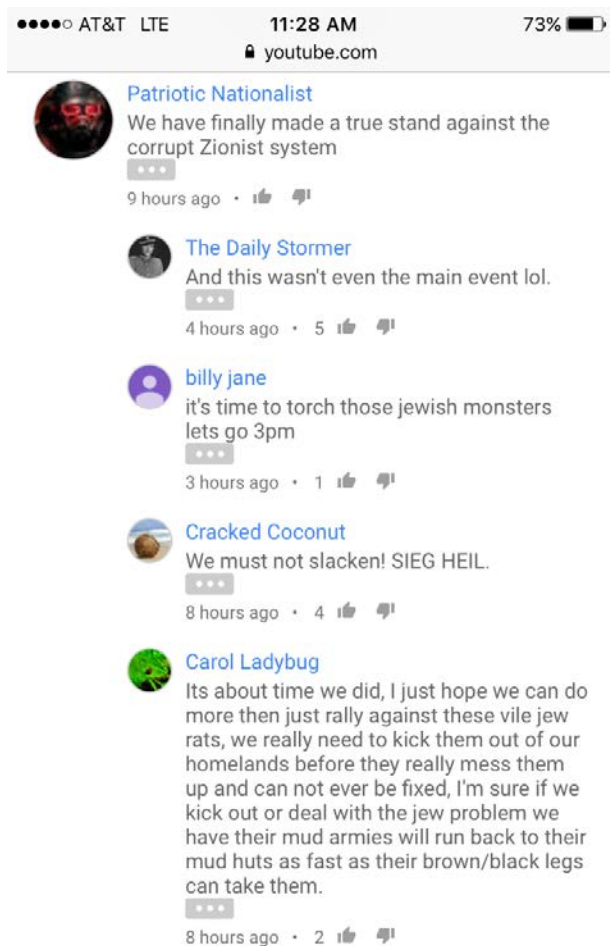 AT&T LTE 11:28 AM 73%
youtube.com
Patriotic Nationalist
We have finally made a true stand against the
corrupt Zionist system
9 hours ago •
The Daily Stormer
And this wasn't even the main event lol.
4 hours ago • 5
billy jane
it's time to torch those jewish monsters
lets go 3pm
3 hours ago • 1
Cracked Coconut
We must not slacken! SIEG HEIL.
8 hours ago • 4
Carol Ladybug
Its about time we did, I just hope we can do
more then just rally against these vile jew
rats, we really need to kick them out of our
homelands before they really mess them
up and can not ever be fixed, I'm sure if we
kick out or deal with the jew problem we
have their mud armies will run back to their
mud huts as fast as their brown/black legs
can take them.
8 hours ago • 2